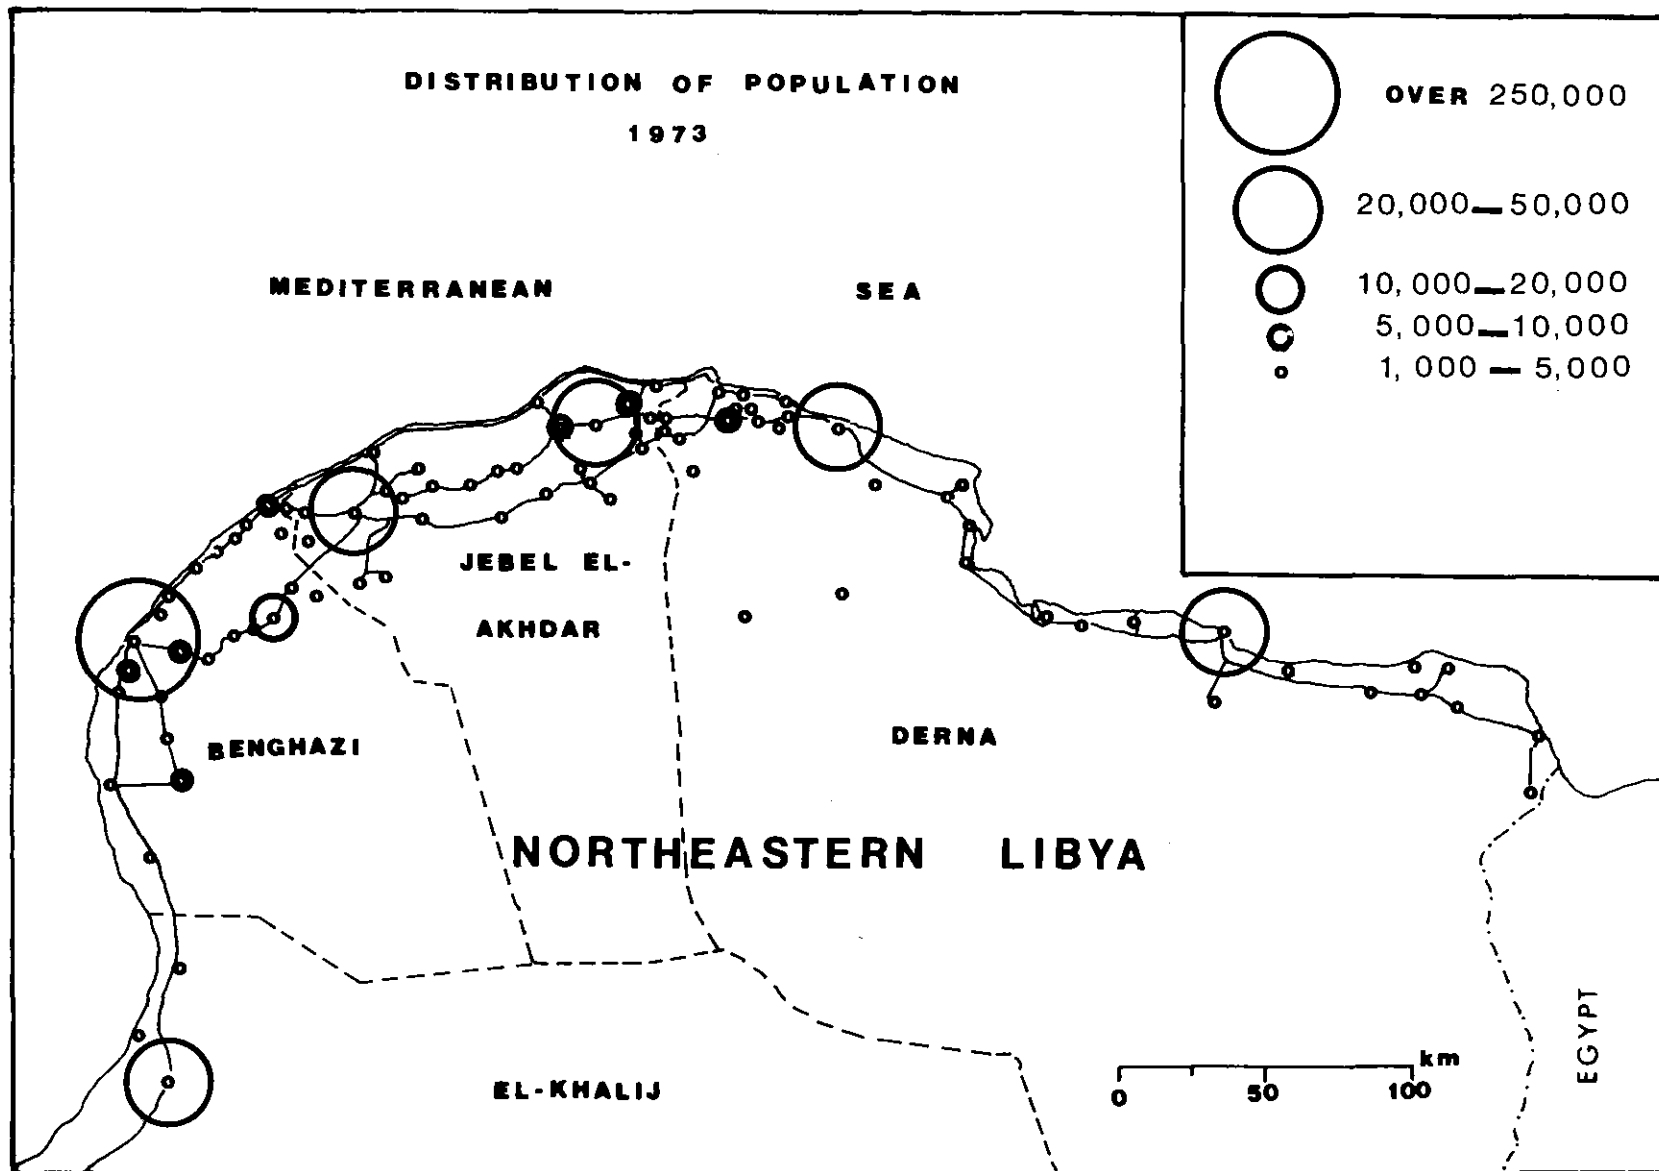 DISTRIBUTION OF POPULATION
1973
OVER 250,000
20,000—50,000
10,000—20,000
5,000—10,000
1,000—5,000
MEDITERRANEAN SEA
JEBEL EL-
AKHDAR
BENGHAZI
DERNA
NORTHEASTERN LIBYA
EL-KHALIJ
EGYPT
km
0 50 100